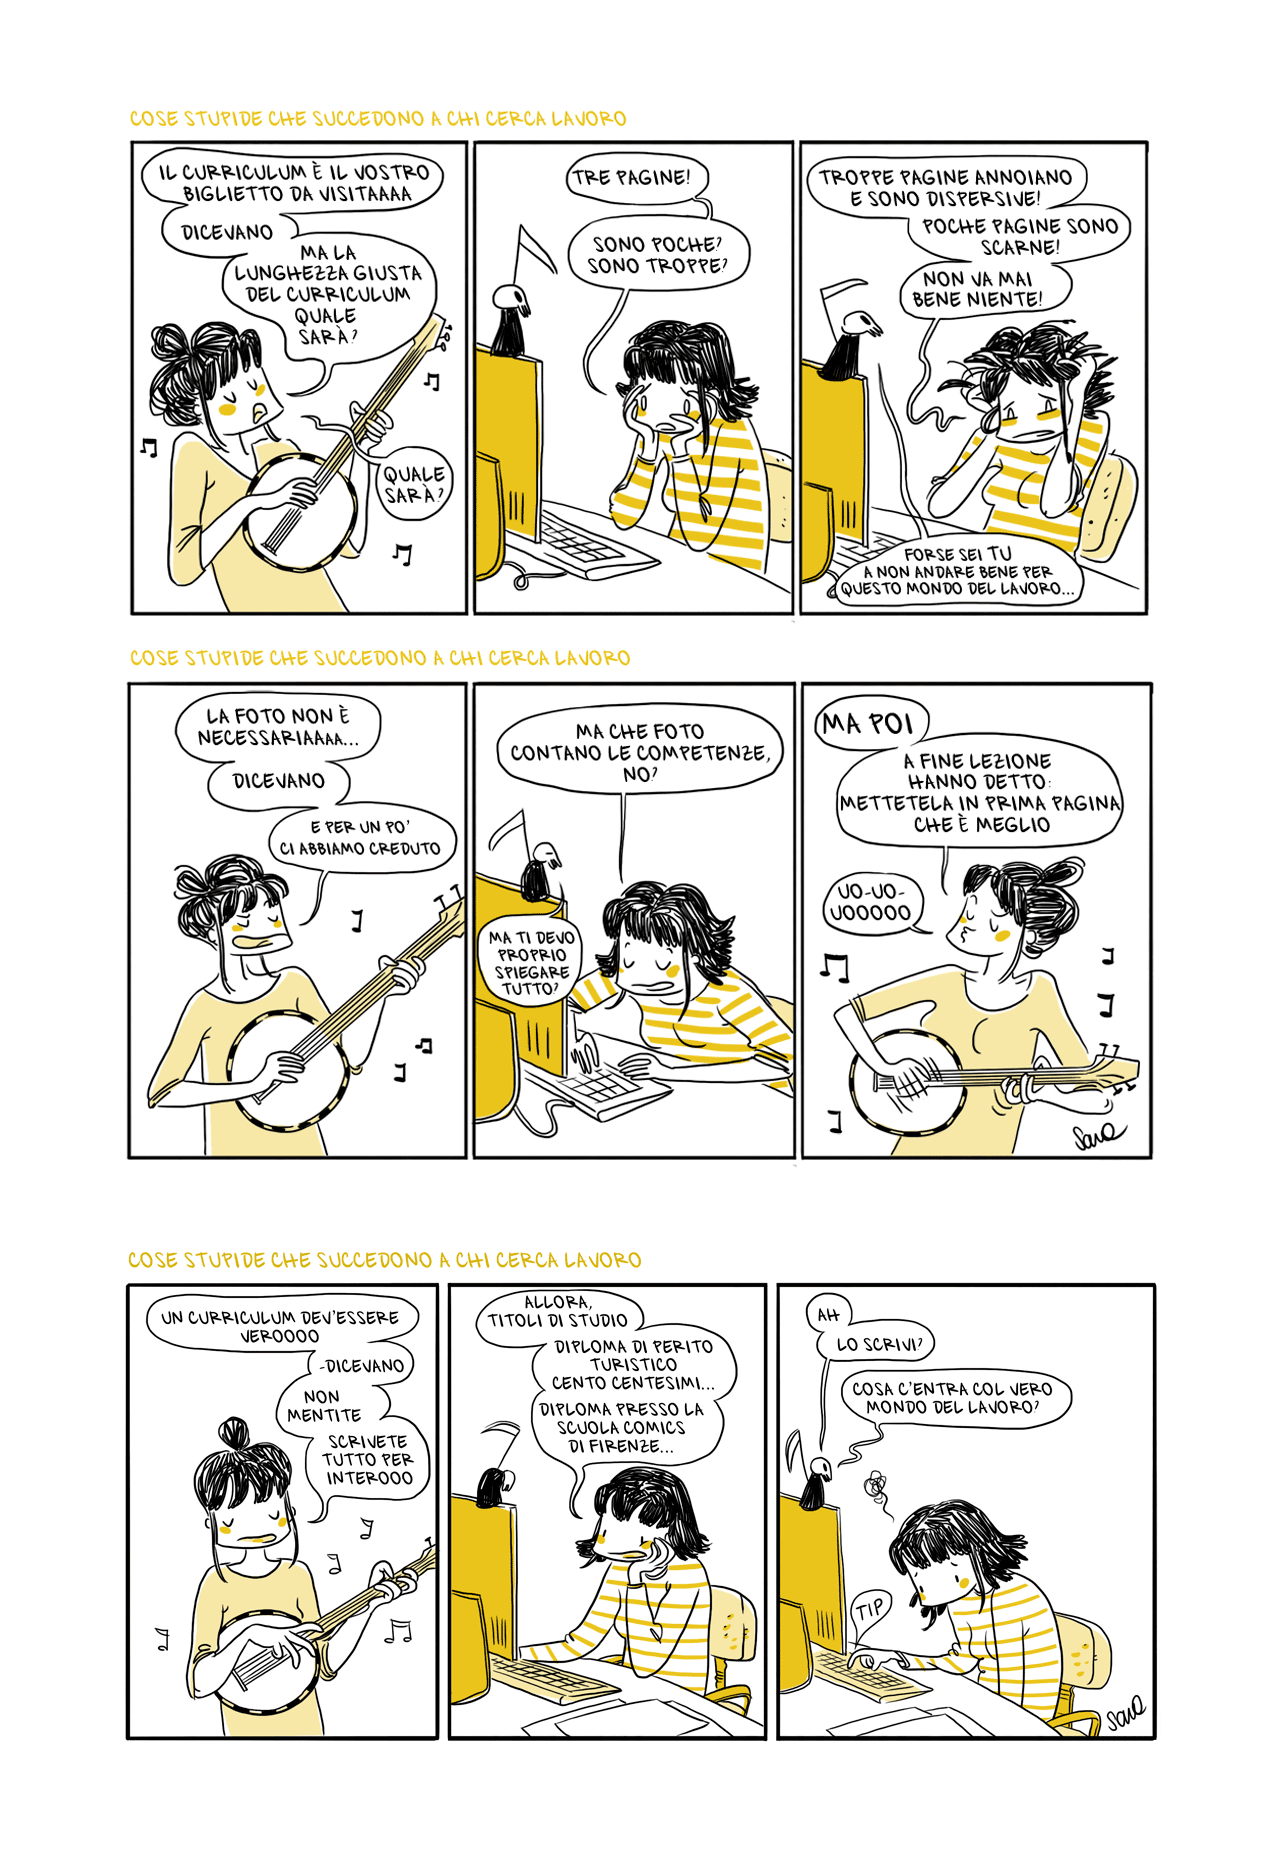 COSE STUPIDE CHE SUCCEDONO A CHI CERCA LAVORO
IL CURRICULUM È IL VOSTRO
BIGLIETTO DA VISITAAAA
DICEVANO
MA LA
LUNGHEZZA GIUSTA
DEL CURRICULUM
QUALE
SARÀ?
QUALE
SARÀ?
TRE PAGINE!
SONO POCHE?
SONO TROPPE?
TROPPE PAGINE ANNOIANO
E SONO DISPERSIVE!
POCHE PAGINE SONO
SCARNE!
NON VA MAI
BENE NIENTE!
FORSE SEI TU
A NON ANDARE BENE PER
QUESTO MONDO DEL LAVORO...
COSE STUPIDE CHE SUCCEDONO A CHI CERCA LAVORO
LA FOTO NON È
NECESSARIAAAA...
DICEVANO
E PER UN PO'
CI ABBIAMO CREDUTO
MA CHE FOTO
CONTANO LE COMPETENZE,
NO?
MA TI DEVO
PROPRIO
SPIEGARE
TUTTO?
MA POI
A FINE LEZIONE
HANNO DETTO:
METTETELA IN PRIMA PAGINA
CHE È MEGLIO
UO-UO-
UOOOOO
Sara
COSE STUPIDE CHE SUCCEDONO A CHI CERCA LAVORO
UN CURRICULUM DEV'ESSERE
VEROOOO
-DICEVANO
NON
MENTITE
SCRIVETE
TUTTO PER
INTEROOO
ALLORA,
TITOLI DI STUDIO
DIPLOMA DI PERITO
TURISTICO
CENTO CENTESIMI...
DIPLOMA PRESSO LA
SCUOLA COMICS
DI FIRENZE...
AH
LO SCRIVI?
COSA C'ENTRA COL VERO
MONDO DEL LAVORO?
TIP
Sara